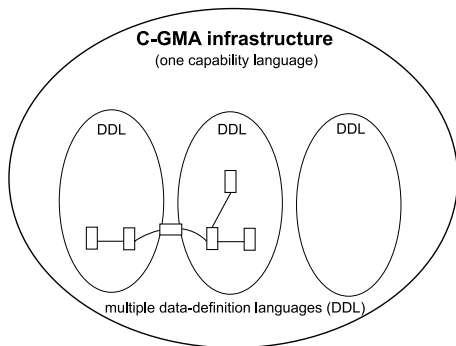 C-GMA infrastructure
(one capability language)
DDL
DDL
DDL
multiple data-definition languages (DDL)